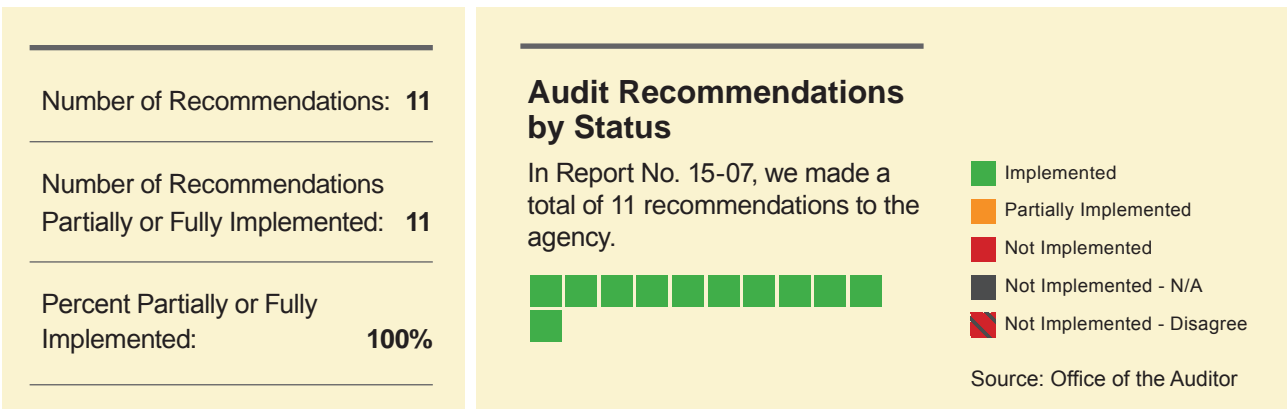 Number of Recommendations: 11
Number of Recommendations
Partially or Fully Implemented: 11
Percent Partially or Fully
Implemented: 100%
Audit Recommendations
by Status
In Report No. 15-07, we made a
total of 11 recommendations to the
agency.
Implemented
Partially Implemented
Not Implemented
Not Implemented - N/A
Not Implemented - Disagree
Source: Office of the Auditor